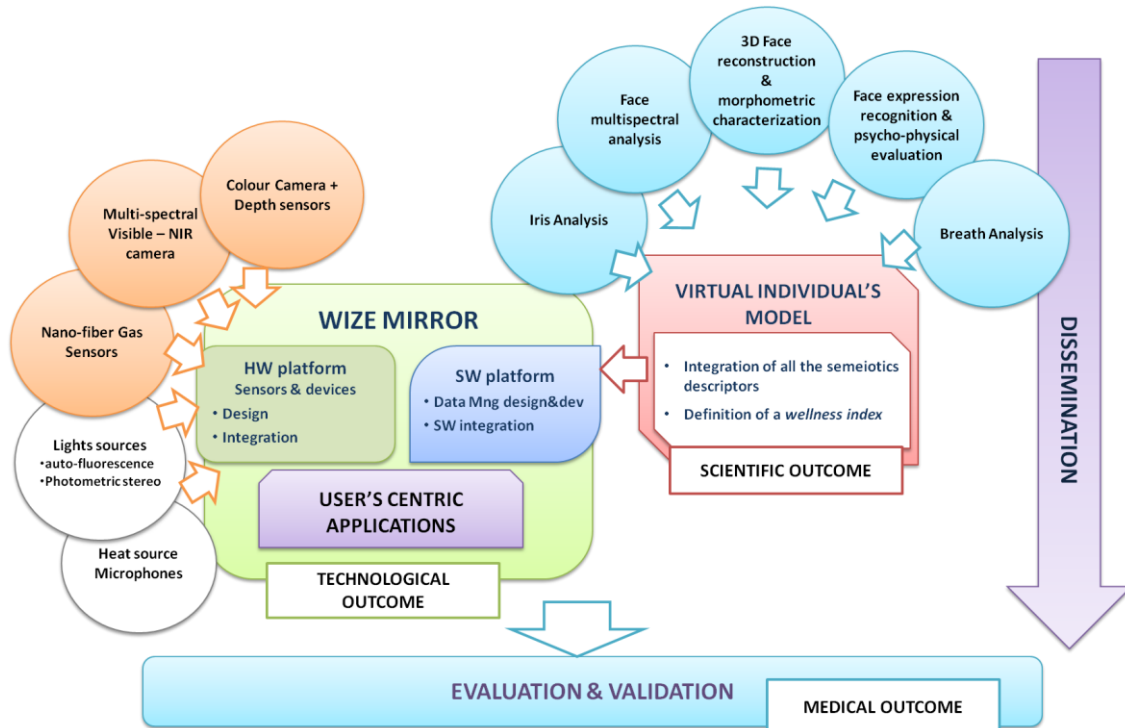 3D Face
reconstruction
&
morphometric
characterization
Face
multispectral
analysis
Face expression
recognition &
psycho-physical
evaluation
Iris Analysis
Breath Analysis
Colour Camera +
Depth sensors
Multi-spectral
Visible – NIR
camera
Nano-fiber Gas
Sensors
Lights sources
•auto-fluorescence
•Photometric stereo
Heat source
Microphones
WIZE MIRROR
HW platform
Sensors & devices
• Design
• Integration
SW platform
• Data Mng design&dev
• SW integration
USER'S CENTRIC
APPLICATIONS
TECHNOLOGICAL
OUTCOME
VIRTUAL INDIVIDUAL'S
MODEL
• Integration of all the semeiotics
descriptors
• Definition of a wellness index
SCIENTIFIC OUTCOME
DISSEMINATION
EVALUATION & VALIDATION
MEDICAL OUTCOME